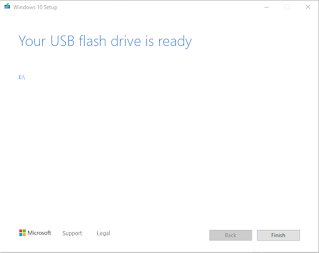 Windows 10 Setup
Your USB flash drive is ready
E:\
Microsoft Support Legal
Back Finish